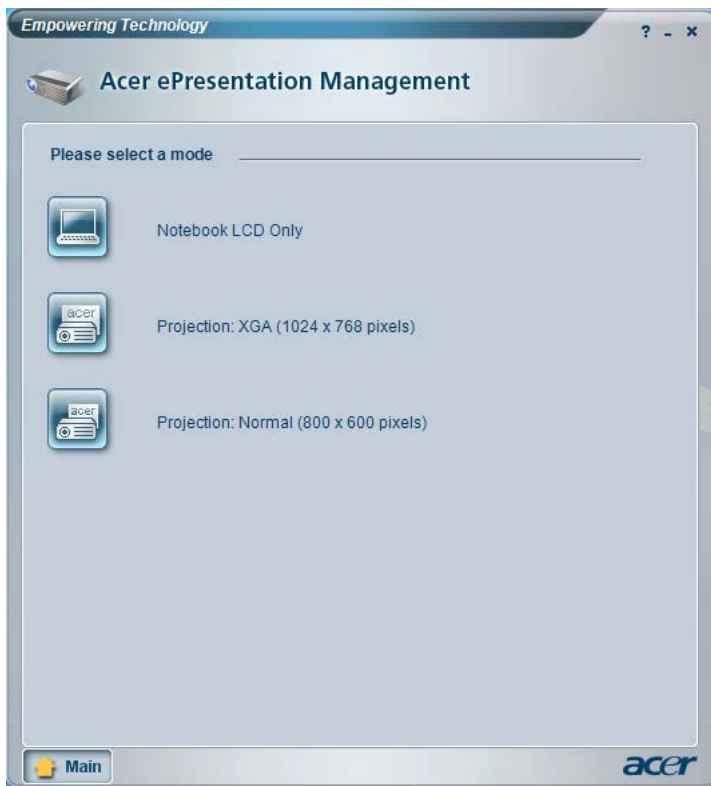 Empowering Technology
? - ×
Acer ePresentation Management
Please select a mode
Notebook LCD Only
acer
Projection: XGA (1024 x 768 pixels)
acer
Projection: Normal (800 x 600 pixels)
Main
acer